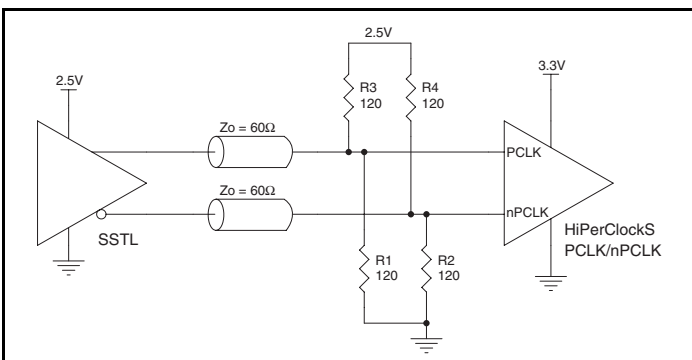 2.5V
2.5V
3.3V
R3
120
R4
120
Zo = 60Ω
PCLK
Zo = 60Ω
nPCLK
SSTL
HiPerClockS
PCLK/nPCLK
R1
120
R2
120